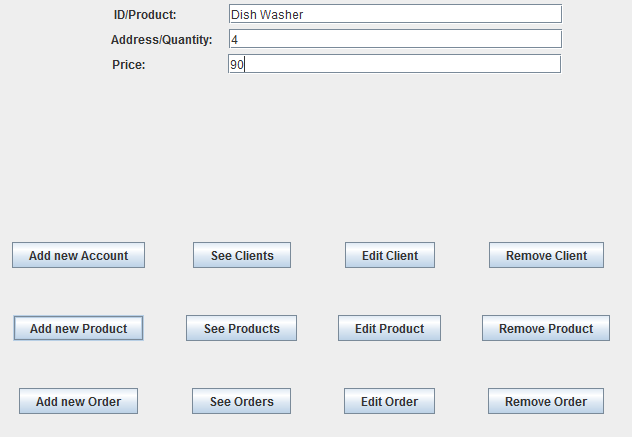 ID/Product: Dish Washer
Address/Quantity: 4
Price: 90
Add new Account See Clients Edit Client Remove Client
Add new Product See Products Edit Product Remove Product
Add new Order See Orders Edit Order Remove Order